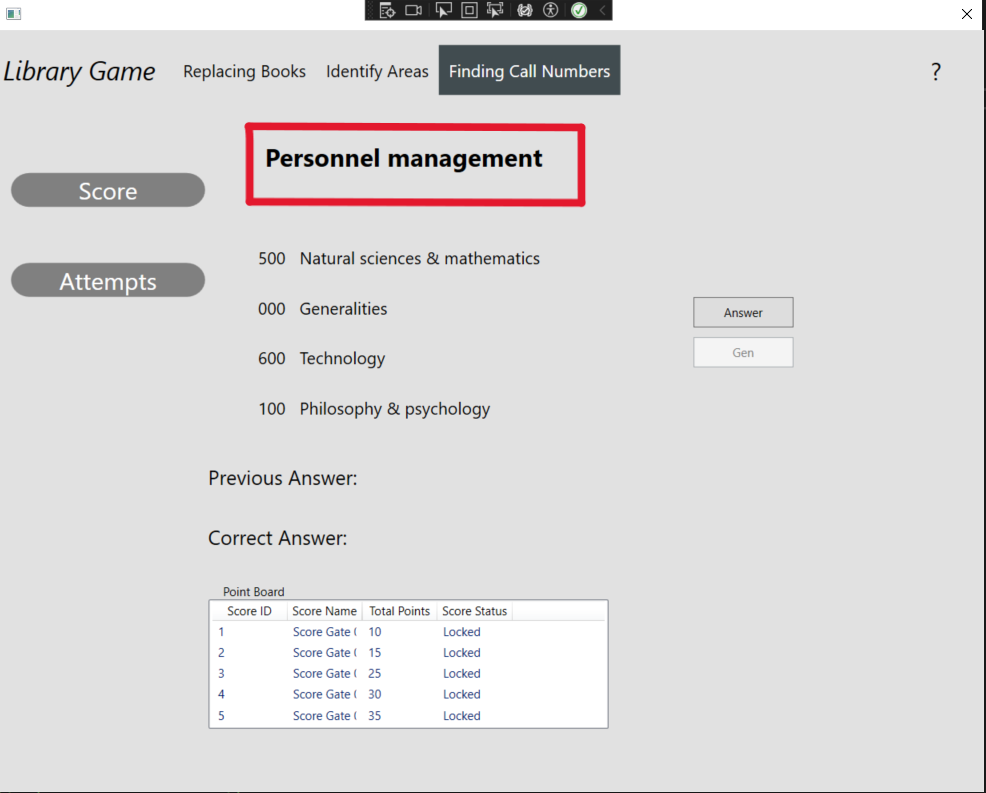 Library Game
Replacing Books
Identify Areas
Finding Call Numbers
?
Personnel management
Score
Attempts
500 Natural sciences & mathematics
000 Generalities
600 Technology
100 Philosophy & psychology
Answer
Gen
Previous Answer:
Correct Answer:
Point Board
Score ID Score Name Total Points Score Status
1 Score Gate 10 Locked
2 Score Gate 15 Locked
3 Score Gate 25 Locked
4 Score Gate 30 Locked
5 Score Gate 35 Locked